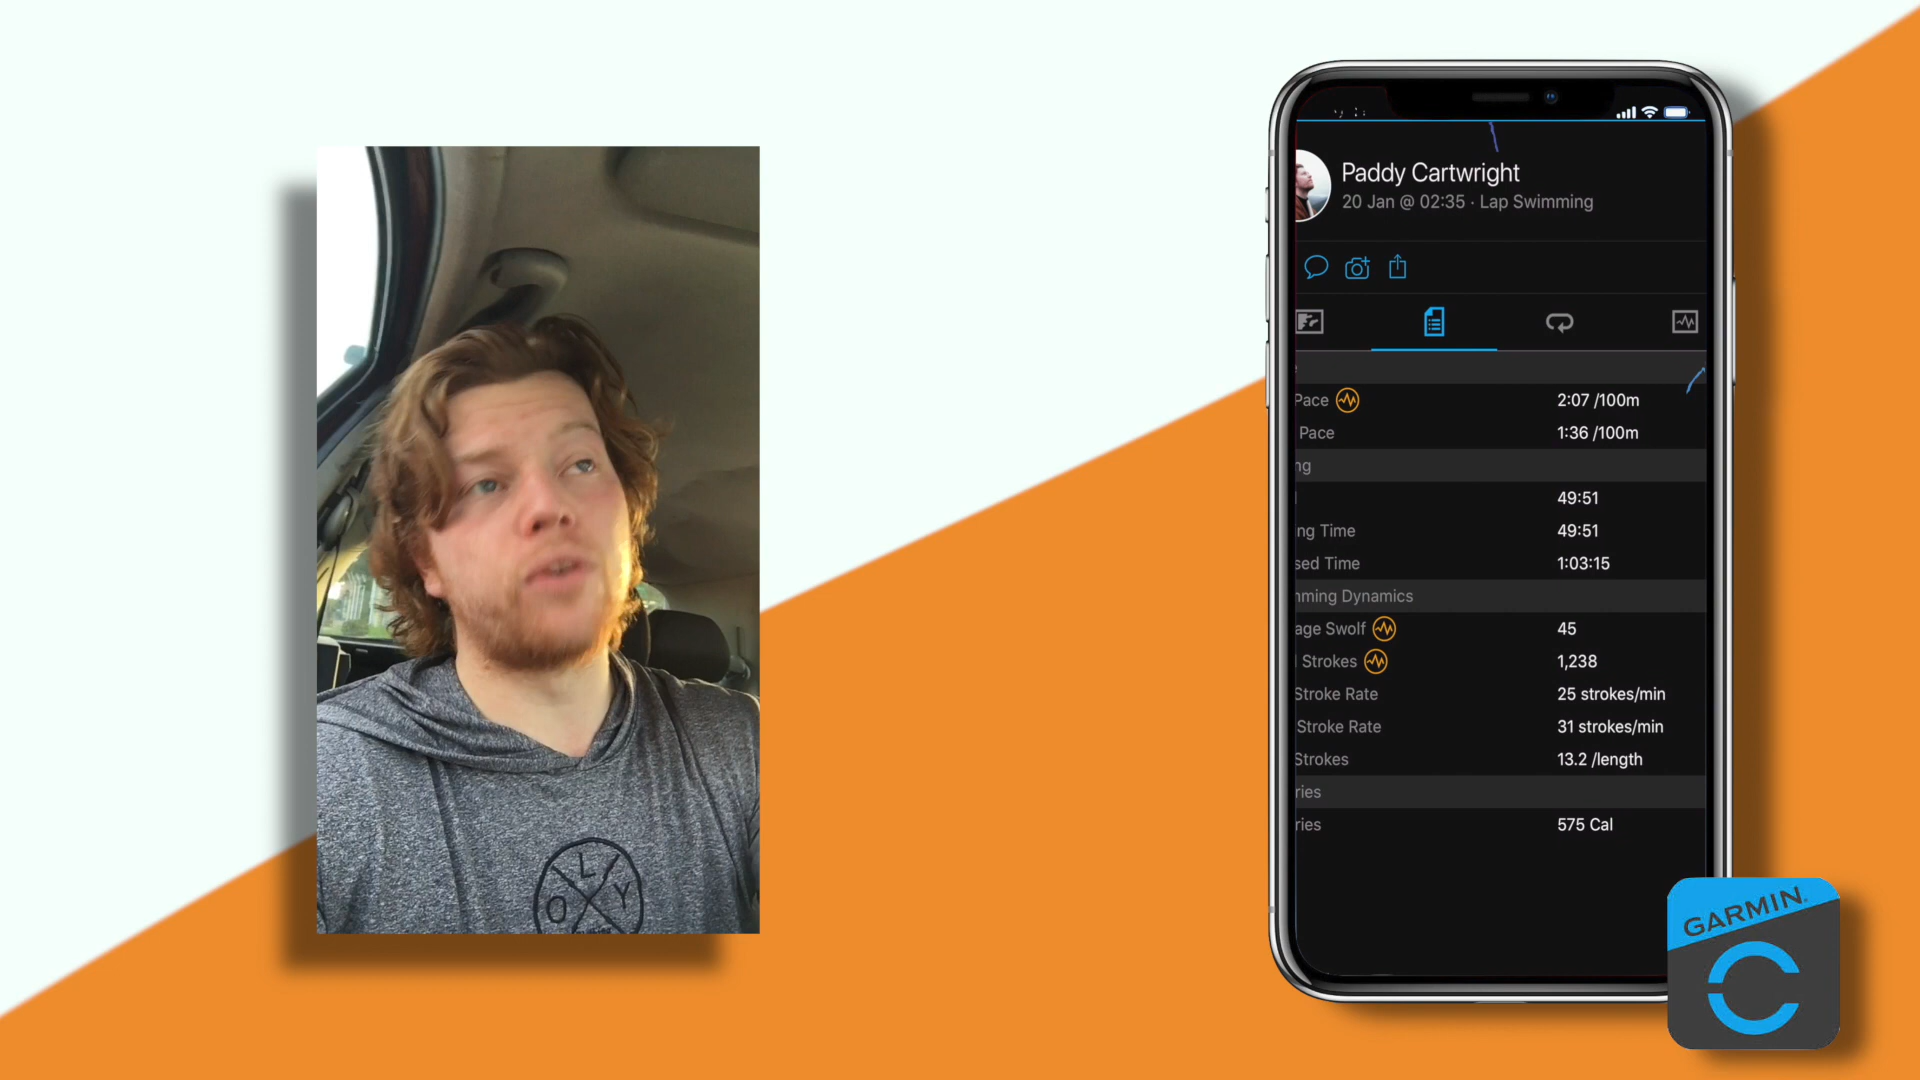 L
O Y
Paddy Cartwright
20 Jan @ 02:35 · Lap Swimming
Pace 2:07 /100m
Pace 1:36 /100m
ng
49:51
ng Time 49:51
sed Time 1:03:15
mming Dynamics
age Swolf 45
Strokes 1,238
Stroke Rate 25 strokes/min
Stroke Rate 31 strokes/min
Strokes 13.2 /length
ries
ries 575 Cal
GARMIN